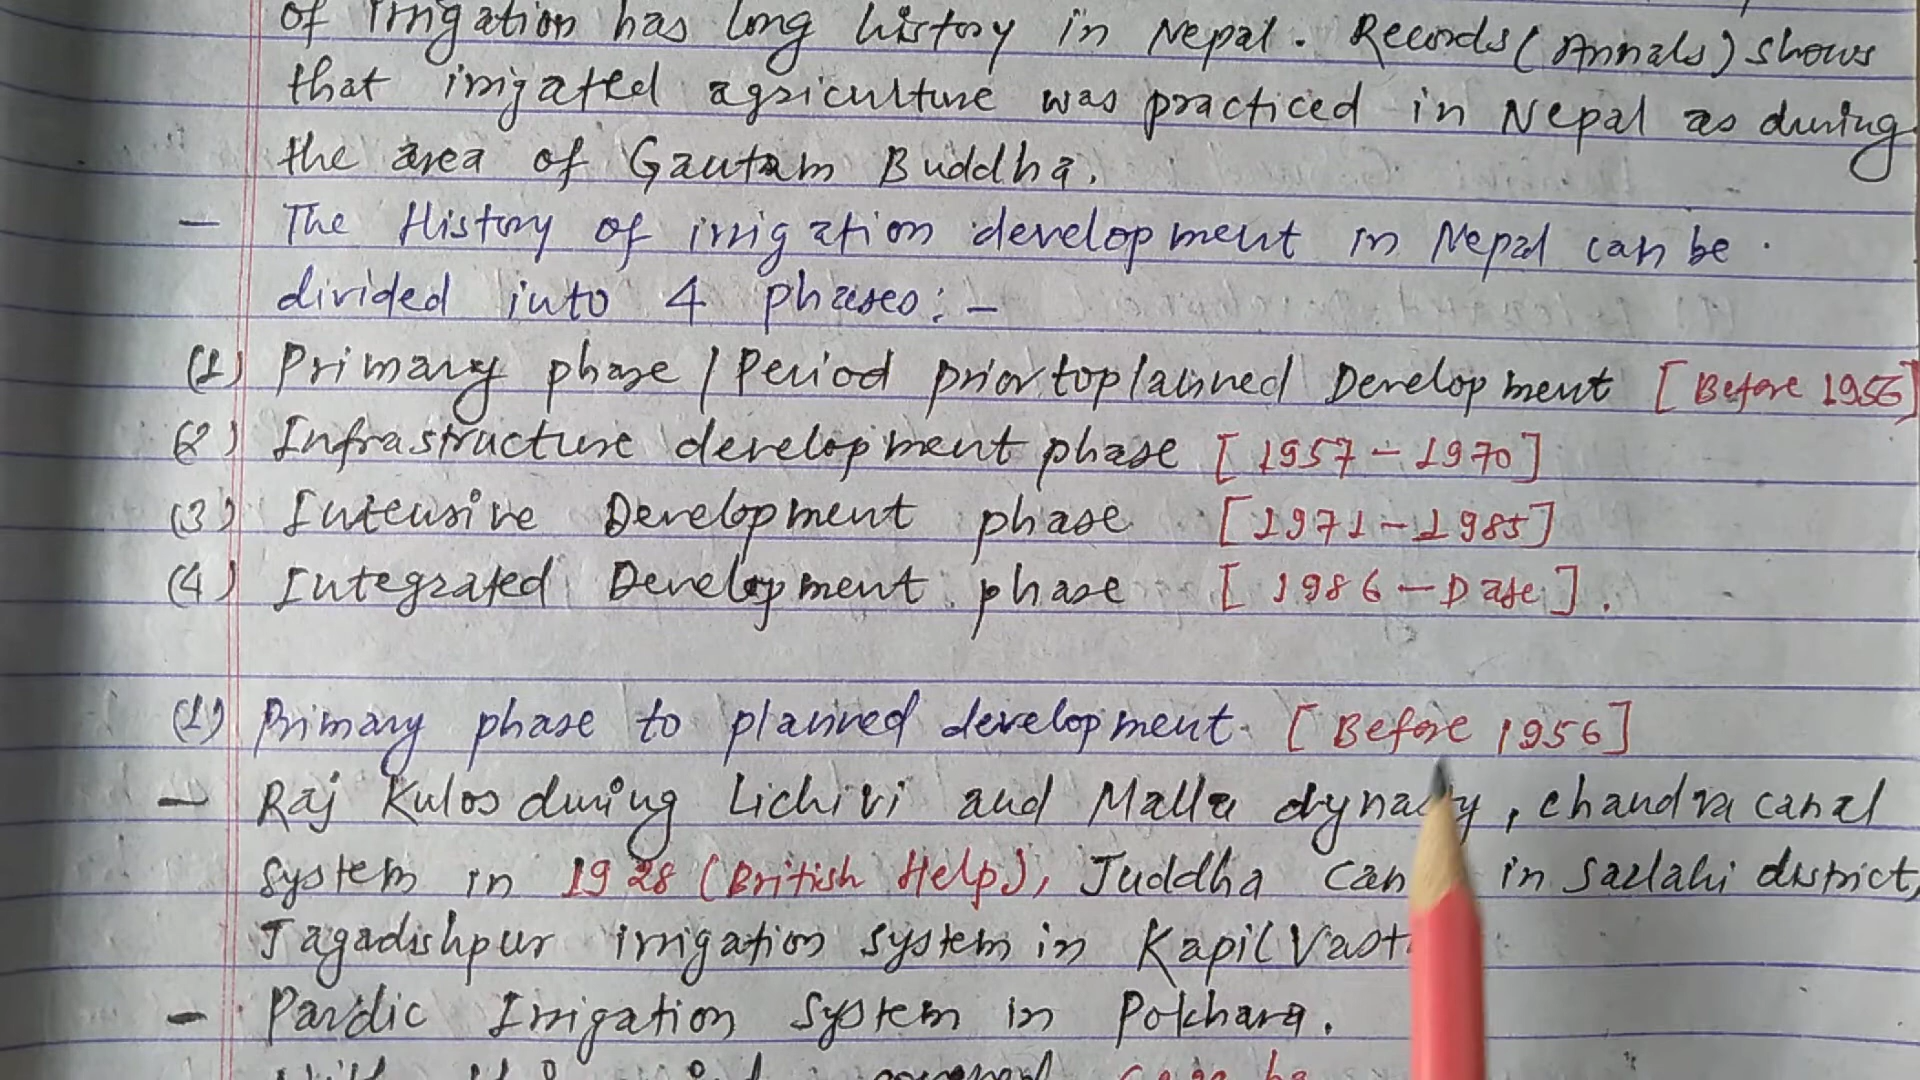 of Irrigation has long history in Nepal. Records (Annals) shows
that irrigated agriculture was practiced in Nepal as during
the area of Gautam Buddha.
- The History of irrigation development in Nepal can be
divided into 4 phases:-
(1) Primary phase / Period prior to planned Development [Before 1956]
(2) Infrastructure development phase [1957-1970]
(3) Intensive Development phase [1971-1985]
(4) Integrated Development phase [1986-Date].
(1) Primary phase to planned development. [Before 1956]
- Raj Kulos during Lichivi and Malla dynasty, chandra canal
System in 1928 (British Help), Juddha Can in Sarlahi district,
Jagadishpur irrigation system in Kapil Vast
- Pardic Irrigation System in Pokhara.